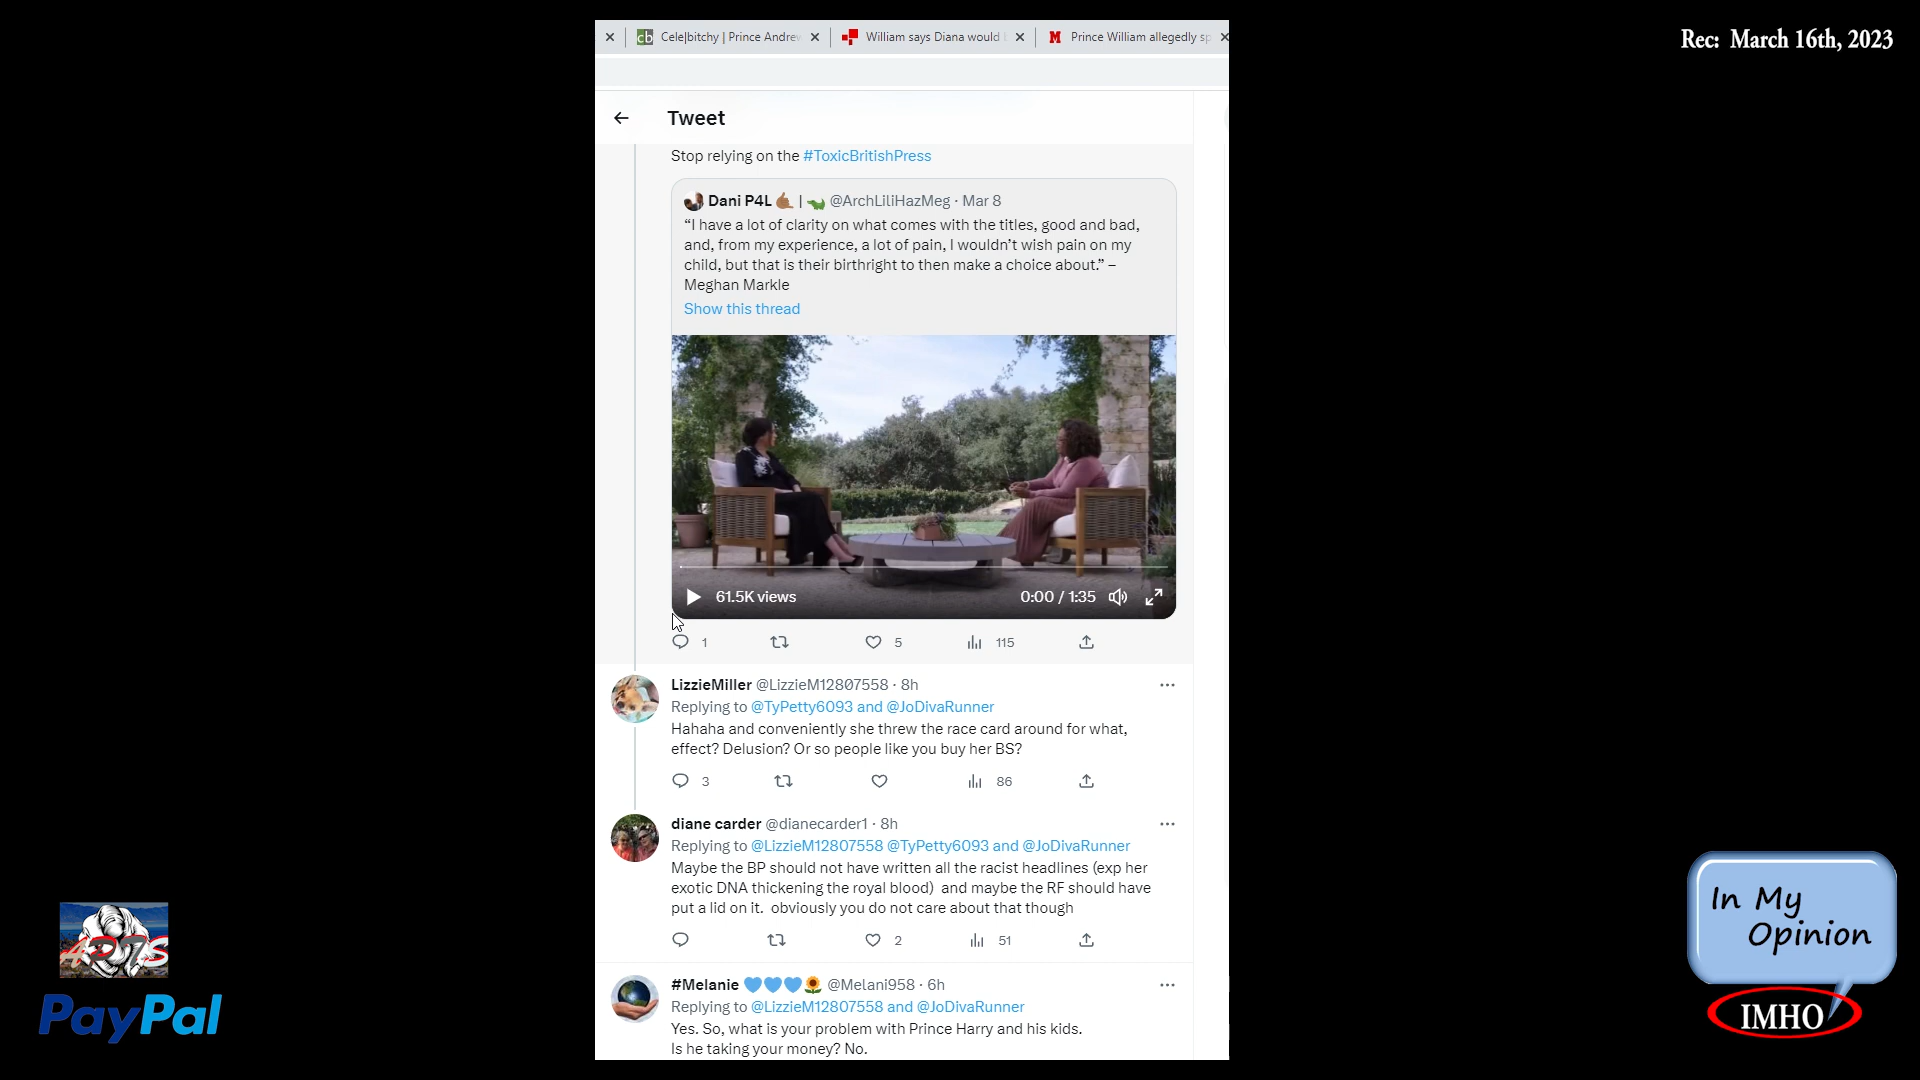 Cele|bitchy | Prince Andrew
William says Diana would
Prince William allegedly sp
Rec: March 16th, 2023
Tweet
Stop relying on the #ToxicBritishPress
Dani P4L 🤙🏽 | 🐊 @ArchLiliHazMeg · Mar 8
“I have a lot of clarity on what comes with the titles, good and bad,
and, from my experience, a lot of pain, I wouldn’t wish pain on my
child, but that is their birthright to then make a choice about.” –
Meghan Markle
Show this thread
61.5K views
0:00 / 1:35
1
5
115
LizzieMiller @LizzieM12807558 · 8h
Replying to @TyPetty6093 and @JoDivaRunner
Hahaha and conveniently she threw the race card around for what,
effect? Delusion? Or so people like you buy her BS?
3
86
diane carder @dianecarder1 · 8h
Replying to @LizzieM12807558 @TyPetty6093 and @JoDivaRunner
Maybe the BP should not have written all the racist headlines (exp her
exotic DNA thickening the royal blood) and maybe the RF should have
put a lid on it. obviously you do not care about that though
2
51
#Melanie 💙💙💙🌻 @Melani958 · 6h
Replying to @LizzieM12807558 and @JoDivaRunner
Yes. So, what is your problem with Prince Harry and his kids.
Is he taking your money? No.
PayPal
In My
Opinion
IMHO